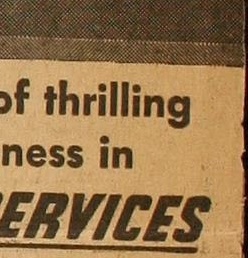 of thrilling
ness in
ERVICES